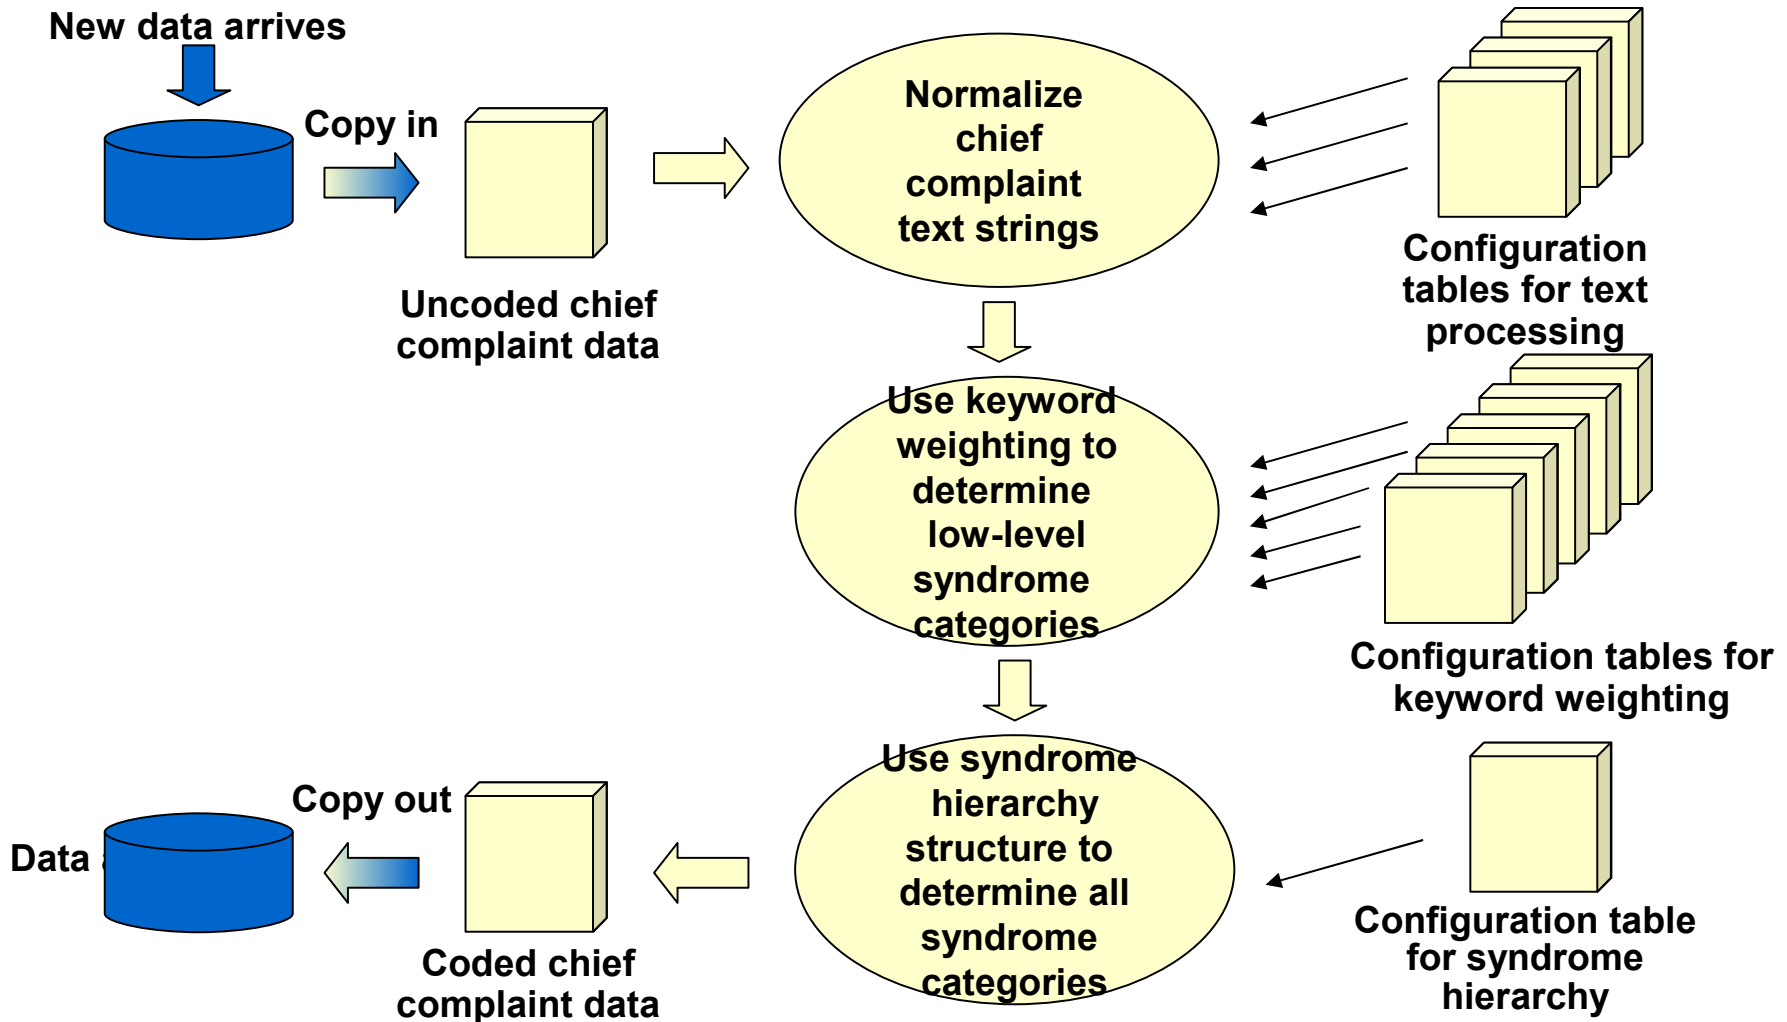 New data arrives
Copy in
Uncoded chief
complaint data
Normalize
chief
complaint
text strings
Configuration
tables for text
processing
Use keyword
weighting to
determine
low-level
syndrome
categories
Configuration tables for
keyword weighting
Use syndrome
hierarchy
structure to
determine all
syndrome
categories
Configuration table
for syndrome
hierarchy
Copy out
Coded chief
complaint data
Data